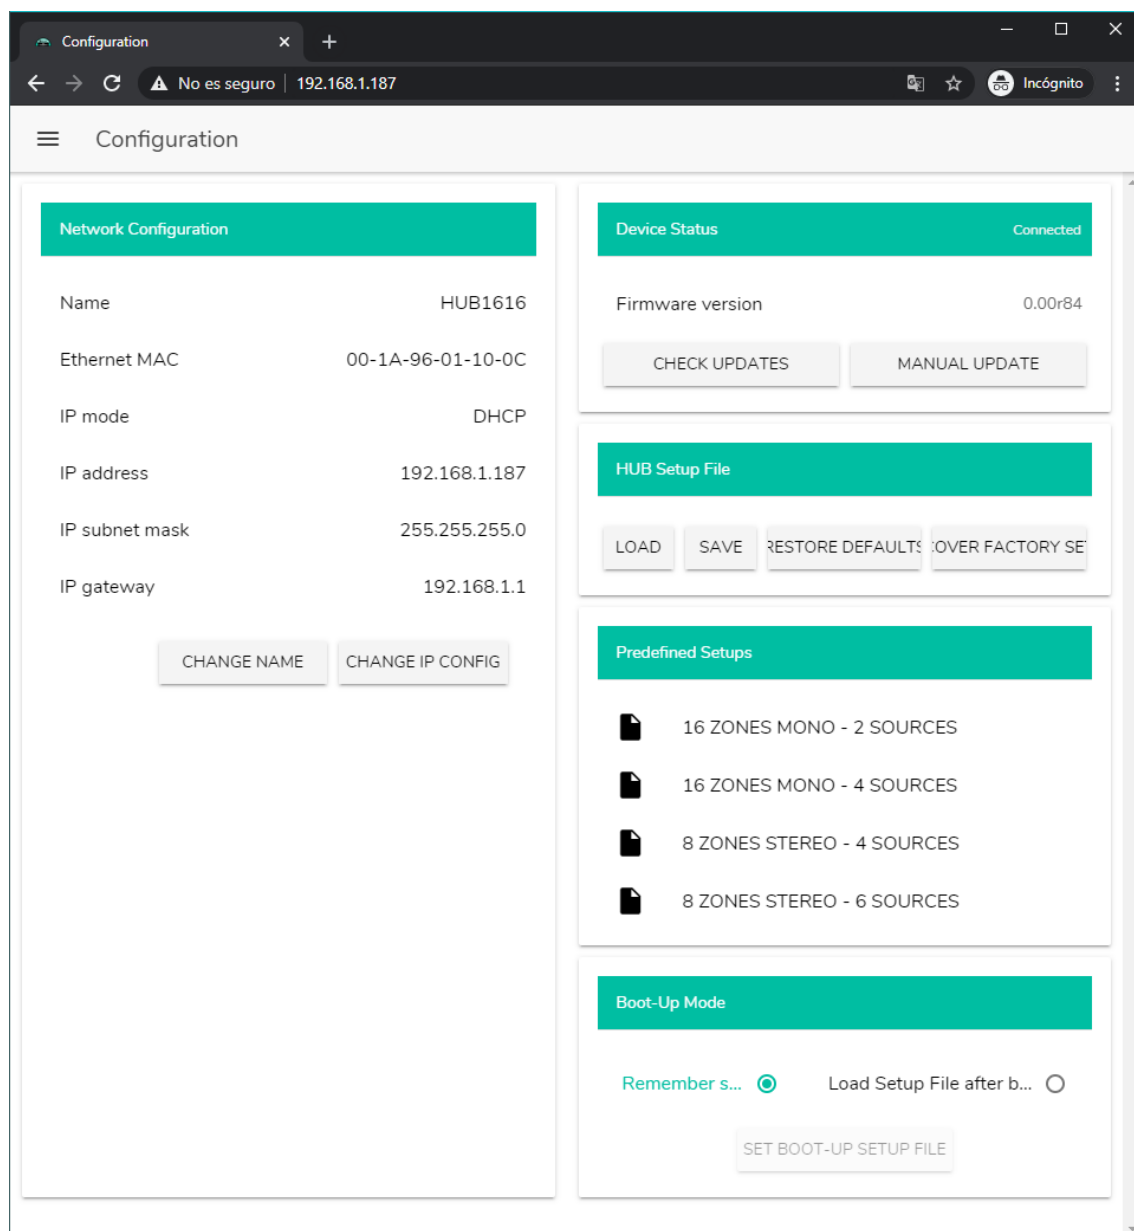 Configuration
No es seguro
192.168.1.187
Incógnito
Configuration
Network Configuration
Name HUB1616
Ethernet MAC 00-1A-96-01-10-0C
IP mode DHCP
IP address 192.168.1.187
IP subnet mask 255.255.255.0
IP gateway 192.168.1.1
CHANGE NAME CHANGE IP CONFIG
Device Status Connected
Firmware version 0.00r84
CHECK UPDATES MANUAL UPDATE
HUB Setup File
LOAD SAVE RESTORE DEFAULTS COVER FACTORY SE
Predefined Setups
16 ZONES MONO - 2 SOURCES
16 ZONES MONO - 4 SOURCES
8 ZONES STEREO - 4 SOURCES
8 ZONES STEREO - 6 SOURCES
Boot-Up Mode
Remember s... Load Setup File after b...
SET BOOT-UP SETUP FILE